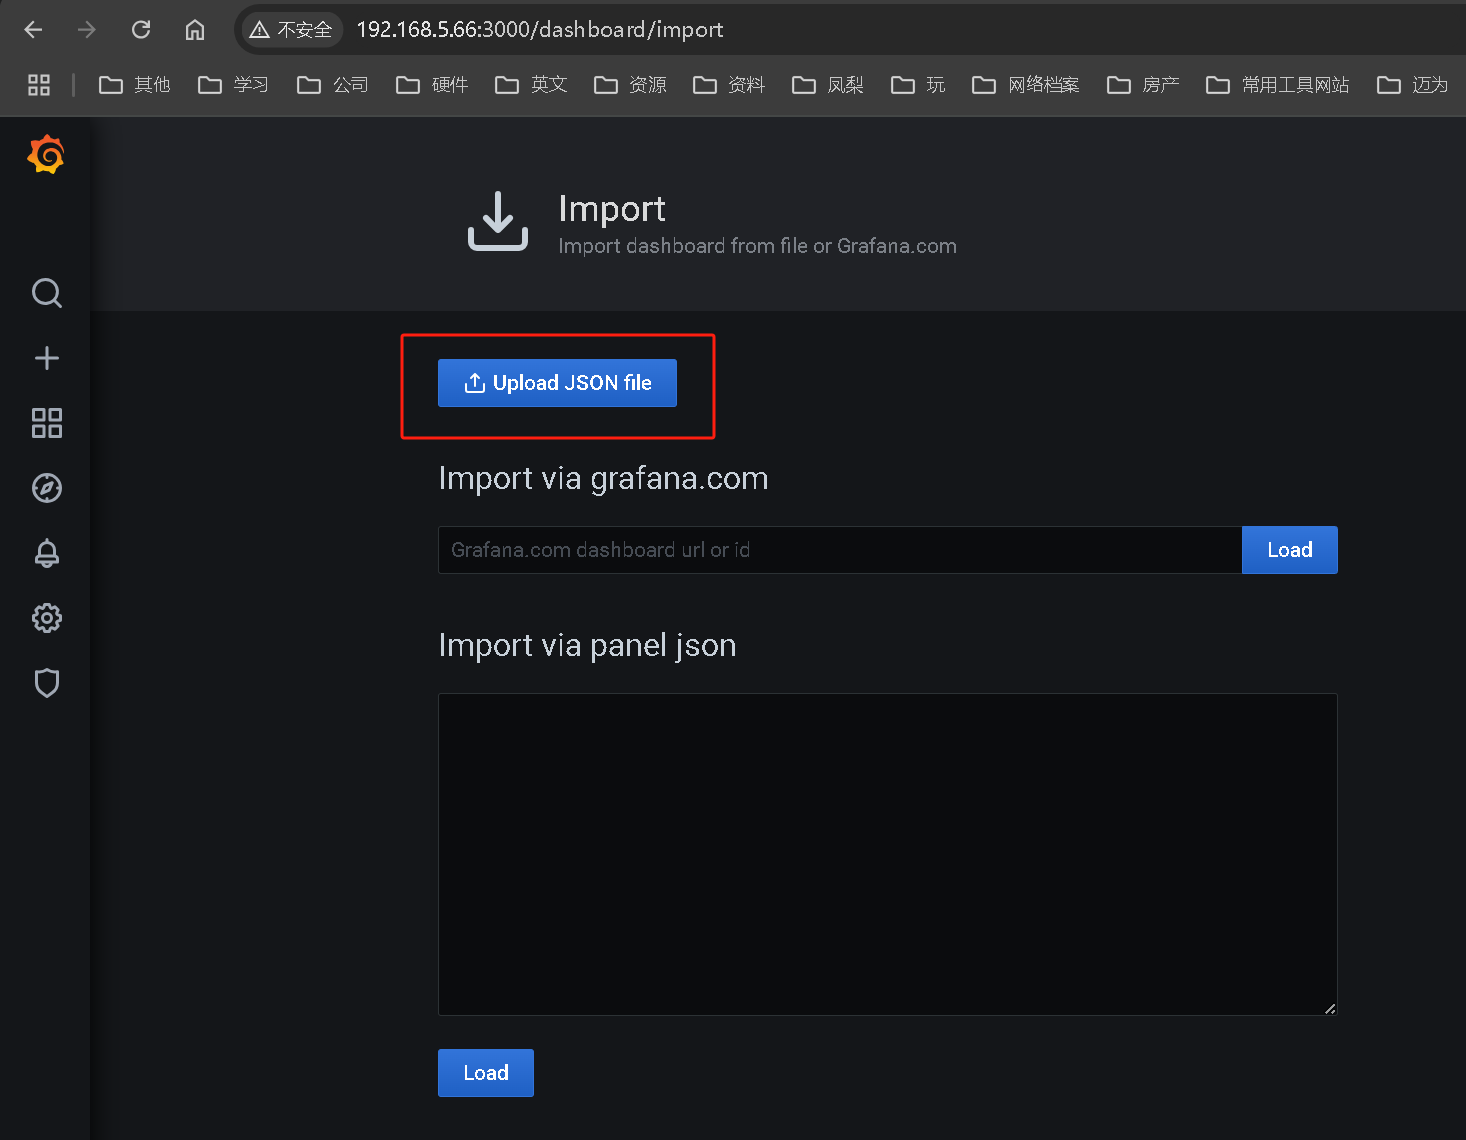 不安全 192.168.5.66:3000/dashboard/import
其他 学习 公司 硬件 英文 资源 资料 凤梨 玩 网络档案 房产 常用工具网站 迈为
Import
Import dashboard from file or Grafana.com
Upload JSON file
Import via grafana.com
Grafana.com dashboard url or id Load
Import via panel json
Load